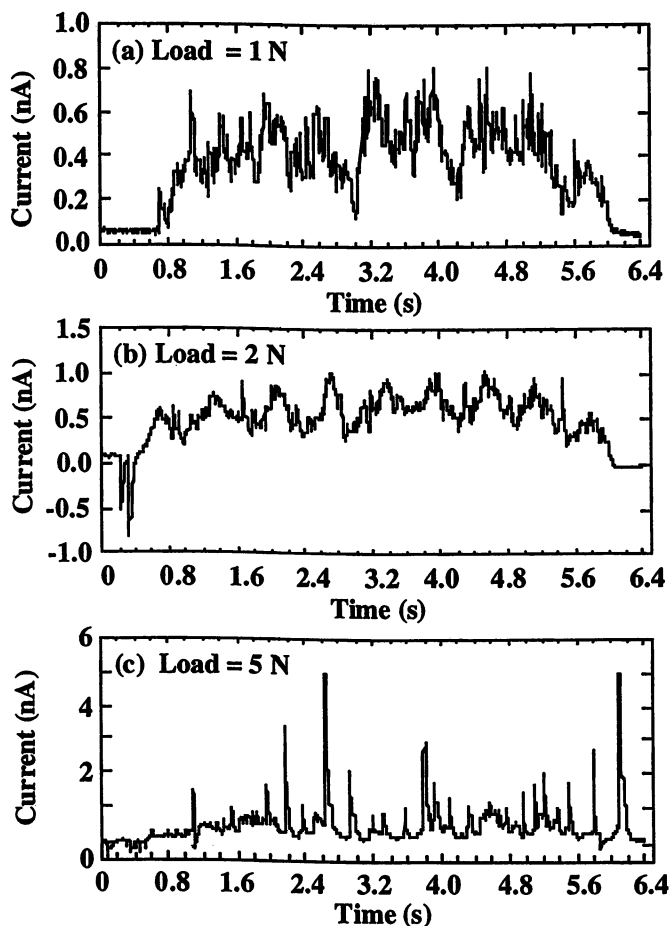 (a) Load = 1 N
Current (nA)
1.0
0.8
0.6
0.4
0.2
0.0
0 0.8 1.6 2.4 3.2 4.0 4.8 5.6 6.4
Time (s)
(b) Load = 2 N
Current (nA)
1.5
1.0
0.5
0.0
-0.5
-1.0
0 0.8 1.6 2.4 3.2 4.0 4.8 5.6 6.4
Time (s)
(c) Load = 5 N
Current (nA)
6
4
2
0
0 0.8 1.6 2.4 3.2 4.0 4.8 5.6 6.4
Time (s)